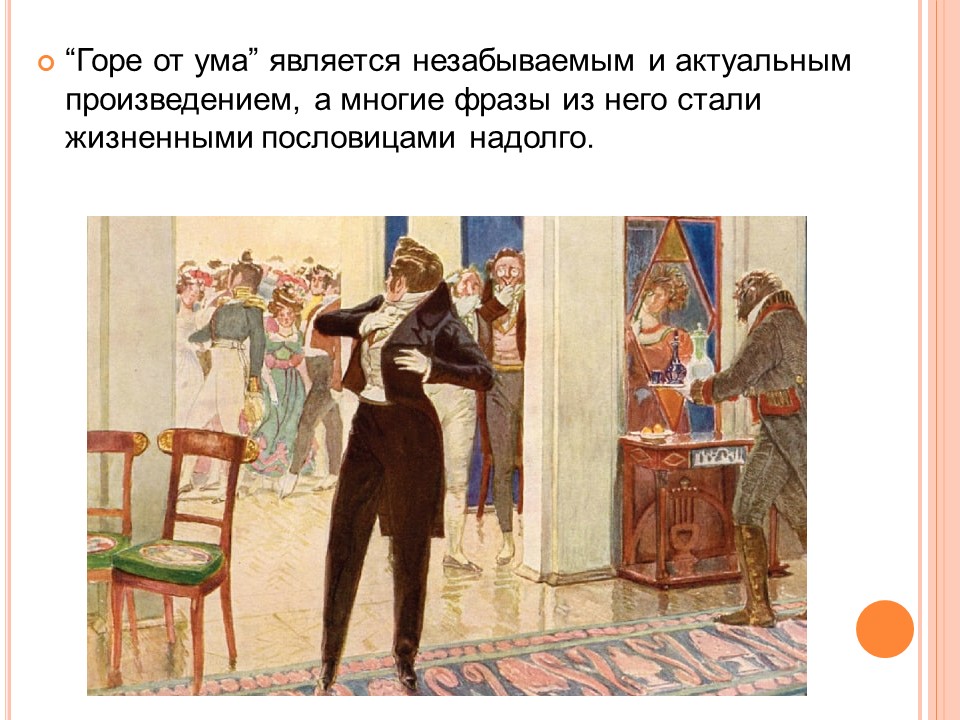 “Горе от ума” является незабываемым и актуальным
произведением, а многие фразы из него стали
жизненными пословицами надолго.